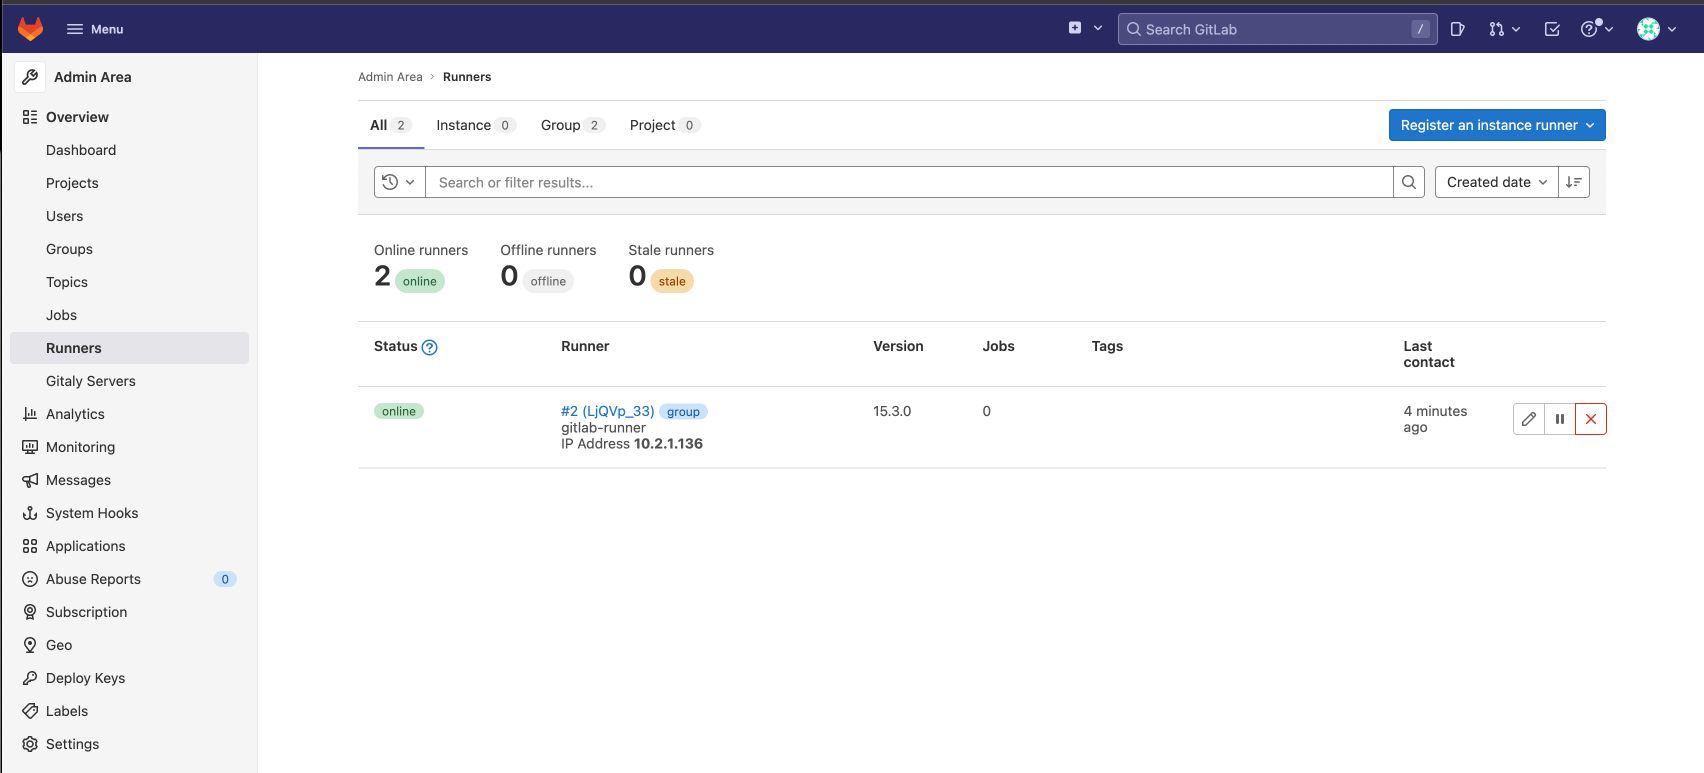 Menu
Search GitLab /
Admin Area
Overview
Dashboard
Projects
Users
Groups
Topics
Jobs
Runners
Gitaly Servers
Analytics
Monitoring
Messages
System Hooks
Applications
Abuse Reports 0
Subscription
Geo
Deploy Keys
Labels
Settings
Admin Area › Runners
All 2 Instance 0 Group 2 Project 0
Register an instance runner
Search or filter results...
Created date
Online runners Offline runners Stale runners
2 online 0 offline 0 stale
Status ? Runner Version Jobs Tags Last
contact
online #2 (LjQVp_33) group 15.3.0 0 4 minutes
gitlab-runner ago
IP Address 10.2.1.136